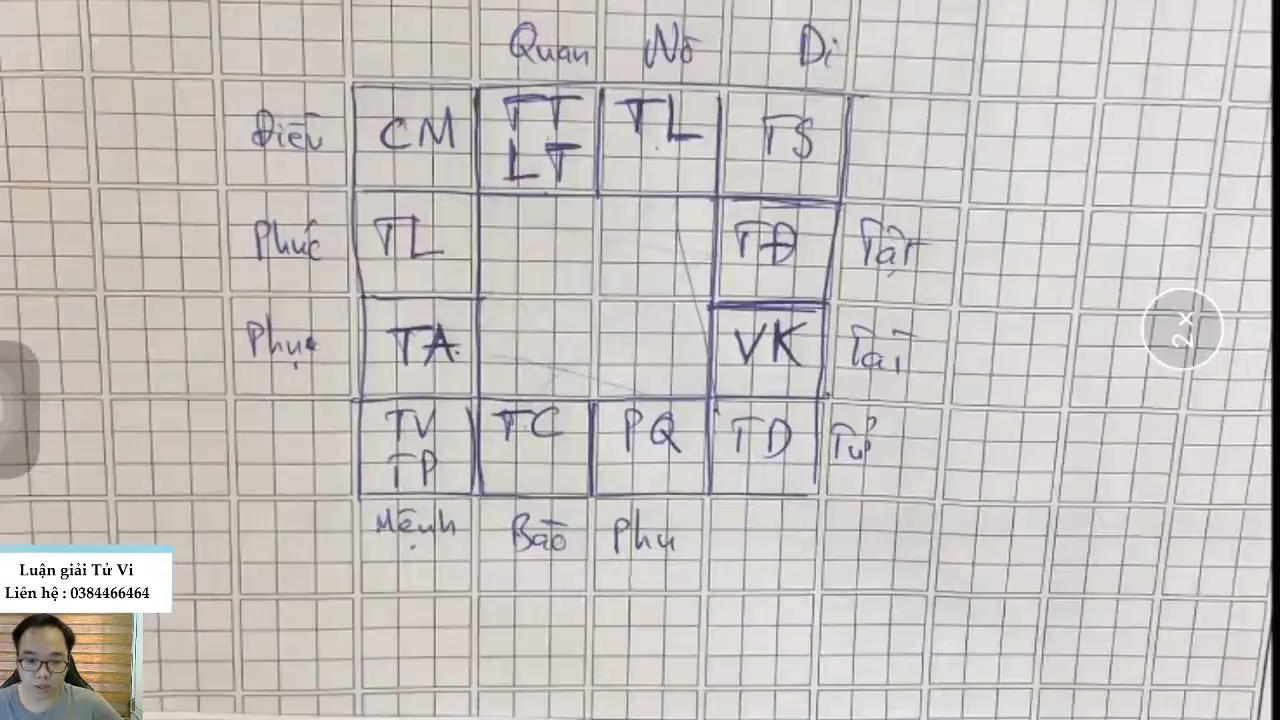 Quan Nô Di
Điền CM TT TL TS
LT
Phúc TL TĐ Tật
Phụ TA VK Tài
TV TC PQ TD Tử
TP
Mệnh Bào Phu
2×
Luận giải Tử Vi
Liên hệ : 0384466464